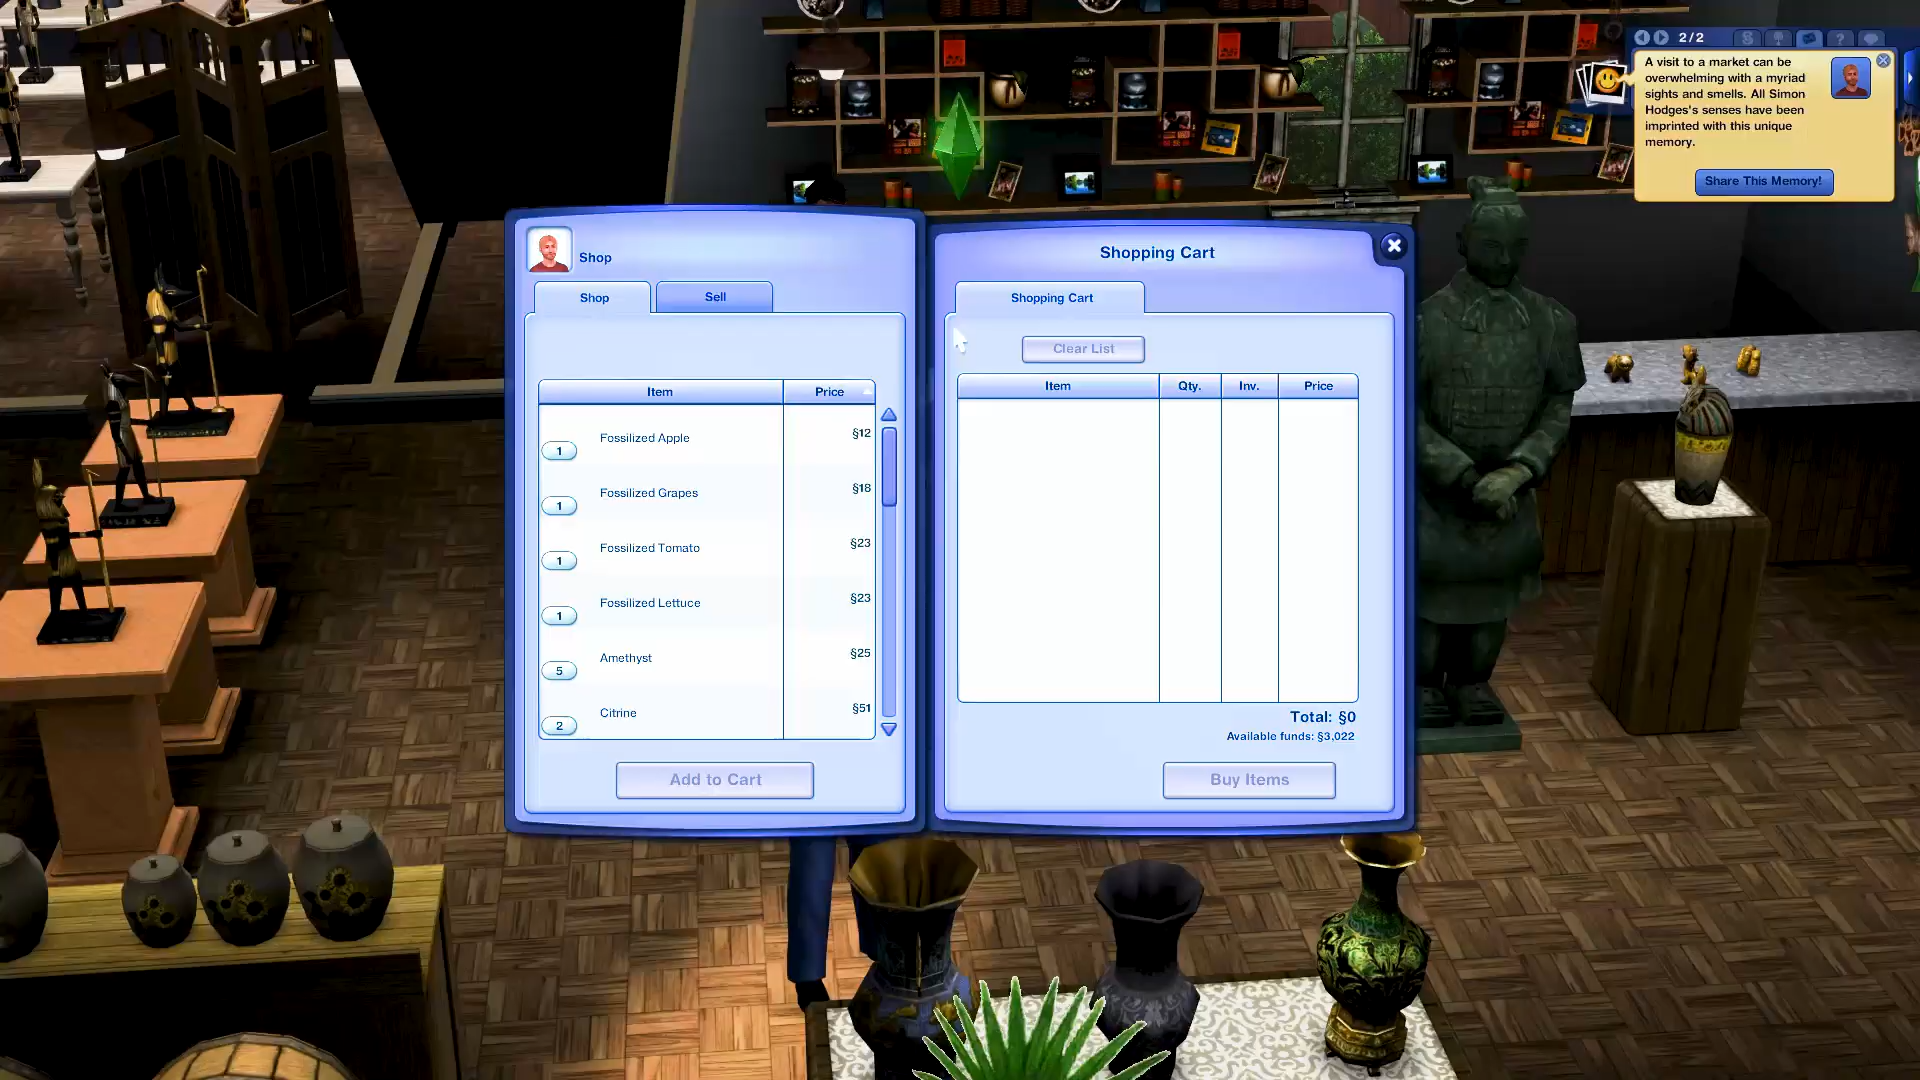 2/2
A visit to a market can be
overwhelming with a myriad
sights and smells. All Simon
Hodges's senses have been
imprinted with this unique
memory.
Share This Memory!
Shop
Shop
Sell
Item
Price
Fossilized Apple
§12
1
Fossilized Grapes
§18
1
Fossilized Tomato
§23
1
Fossilized Lettuce
§23
1
Amethyst
§25
5
Citrine
§51
2
Add to Cart
Shopping Cart
Shopping Cart
Clear List
Item
Qty.
Inv.
Price
Total: §0
Available funds: §3,022
Buy Items